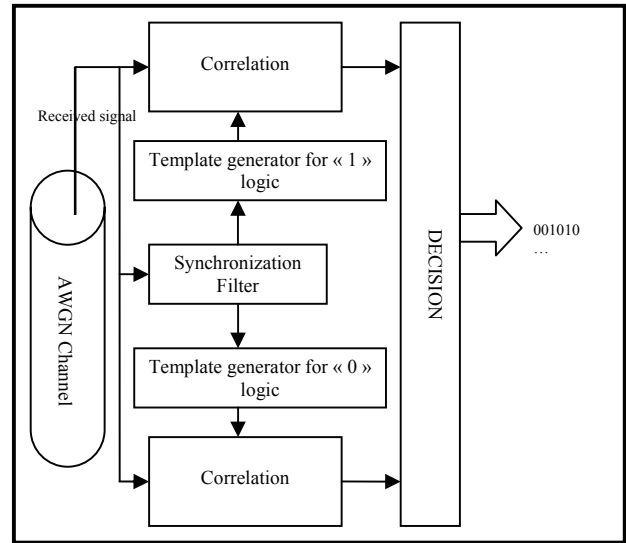 Correlation
Received signal
Template generator for « 1 »
logic
Synchronization
Filter
AWGN Channel
DECISION
001010
…
Template generator for « 0 »
logic
Correlation